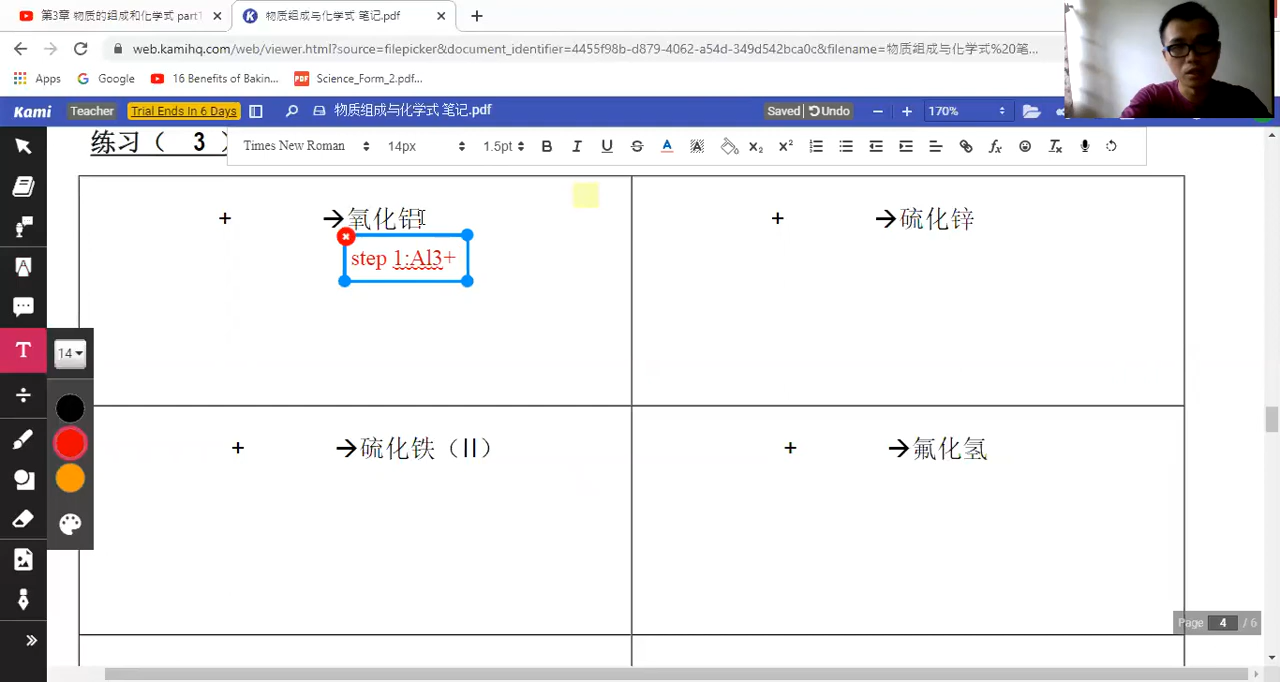 第3章 物质的组成和化学式 part1
物质组成与化学式 笔记.pdf
web.kamihq.com/web/viewer.html?source=filepicker&document_identifier=4455f98b-d879-4062-a54d-349d542bca0c&filename=物质组成与化学式%20笔...
Apps Google 16 Benefits of Bakin... Science_Form_2.pdf...
Kami Teacher Trial Ends In 6 Days 物质组成与化学式 笔记.pdf Saved Undo 170%
练习（ 3 ）
Times New Roman 14px 1.5pt
+ →氧化铝
+ →硫化锌
step 1:Al3+
14
+ →硫化铁（II）
+ →氟化氢
Page 4 / 6